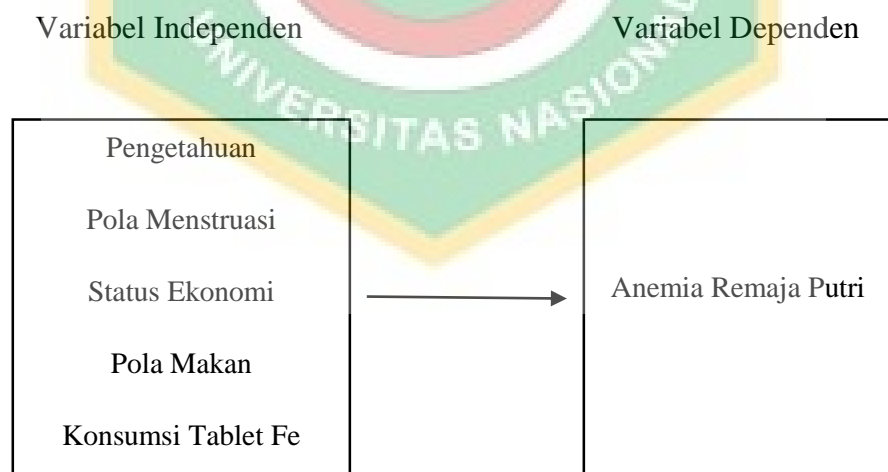 Variabel Independen
Variabel Dependen
UNIVERSITAS NASIONAL
Pengetahuan
Pola Menstruasi
Status Ekonomi
Anemia Remaja Putri
Pola Makan
Konsumsi Tablet Fe